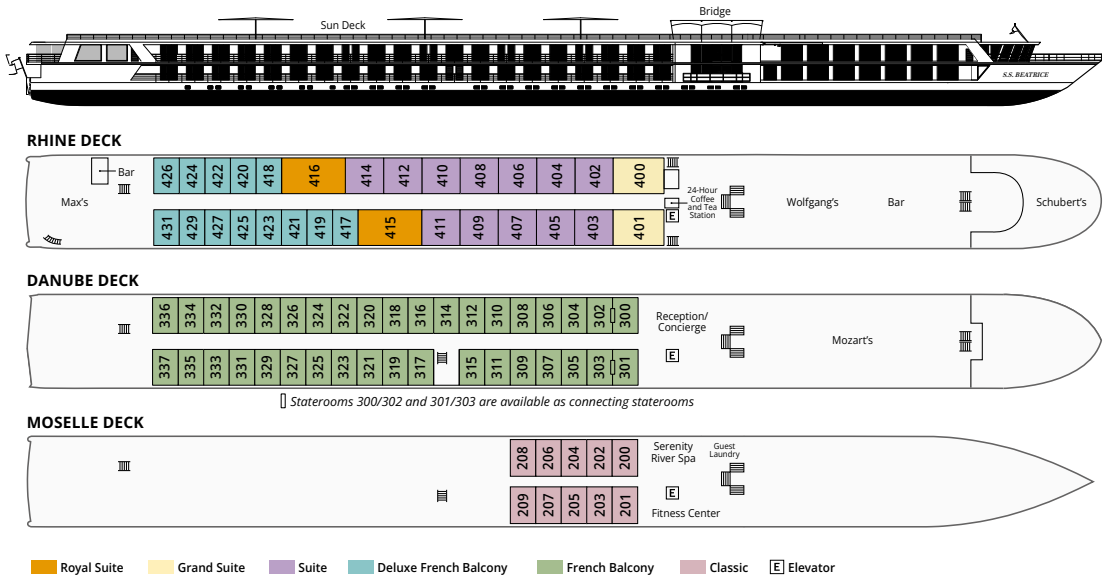 Bridge
Sun Deck
S.S. BEATRICE
RHINE DECK
426 424 422 420 418 416 414 412 410 408 406 404 402 400
Bar
24-Hour
Coffee
and Tea
Station
Max's
Wolfgang's
Bar
Schubert's
E
431 429 427 425 423 421 419 417 415 411 409 407 405 403 401
DANUBE DECK
336 334 332 330 328 326 324 322 320 318 316 314 312 310 308 306 304 302 300
Reception/
Concierge
Mozart's
E
337 335 333 331 329 327 325 323 321 319 317 315 311 309 307 305 303 301
Staterooms 300/302 and 301/303 are available as connecting staterooms
MOSELLE DECK
208 206 204 202 200
Serenity
River Spa
Guest
Laundry
E
209 207 205 203 201
Fitness Center
Royal Suite
Grand Suite
Suite
Deluxe French Balcony
French Balcony
Classic
E Elevator